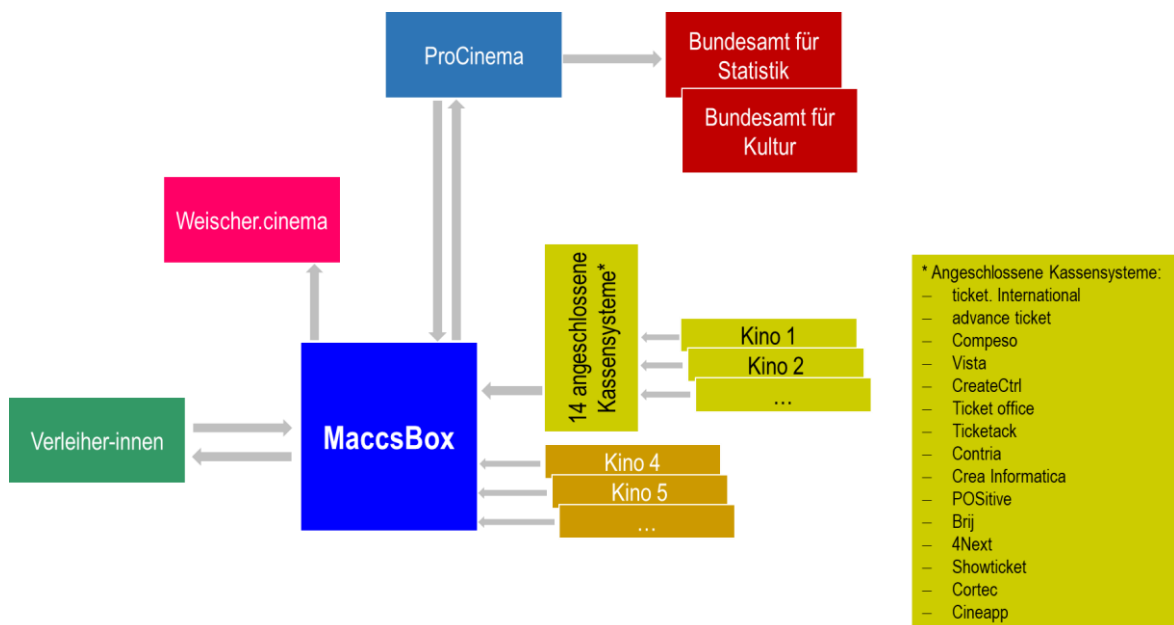 ProCinema
Bundesamt für
Statistik
Bundesamt für
Kultur
Weischer.cinema
14 angeschlossene
Kassensysteme*
Kino 1
Kino 2
...
MaccsBox
Verleiher-innen
Kino 4
Kino 5
...
* Angeschlossene Kassensysteme:
– ticket. International
– advance ticket
– Compeso
– Vista
– CreateCtrl
– Ticket office
– Ticketack
– Contria
– Crea Informatica
– POSitive
– Brij
– 4Next
– Showticket
– Cortec
– Cineapp